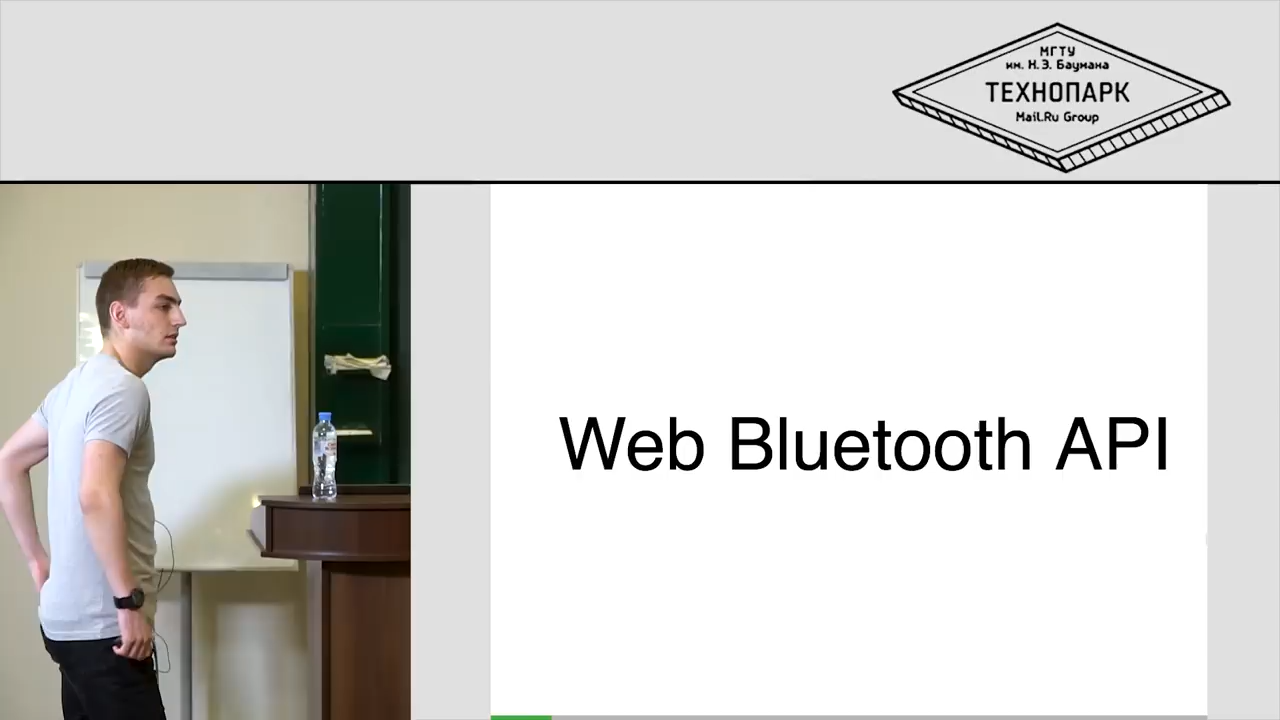 МГТУ
им. Н.Э. Баумана
ТЕХНОПАРК
Mail.Ru Group
Web Bluetooth API